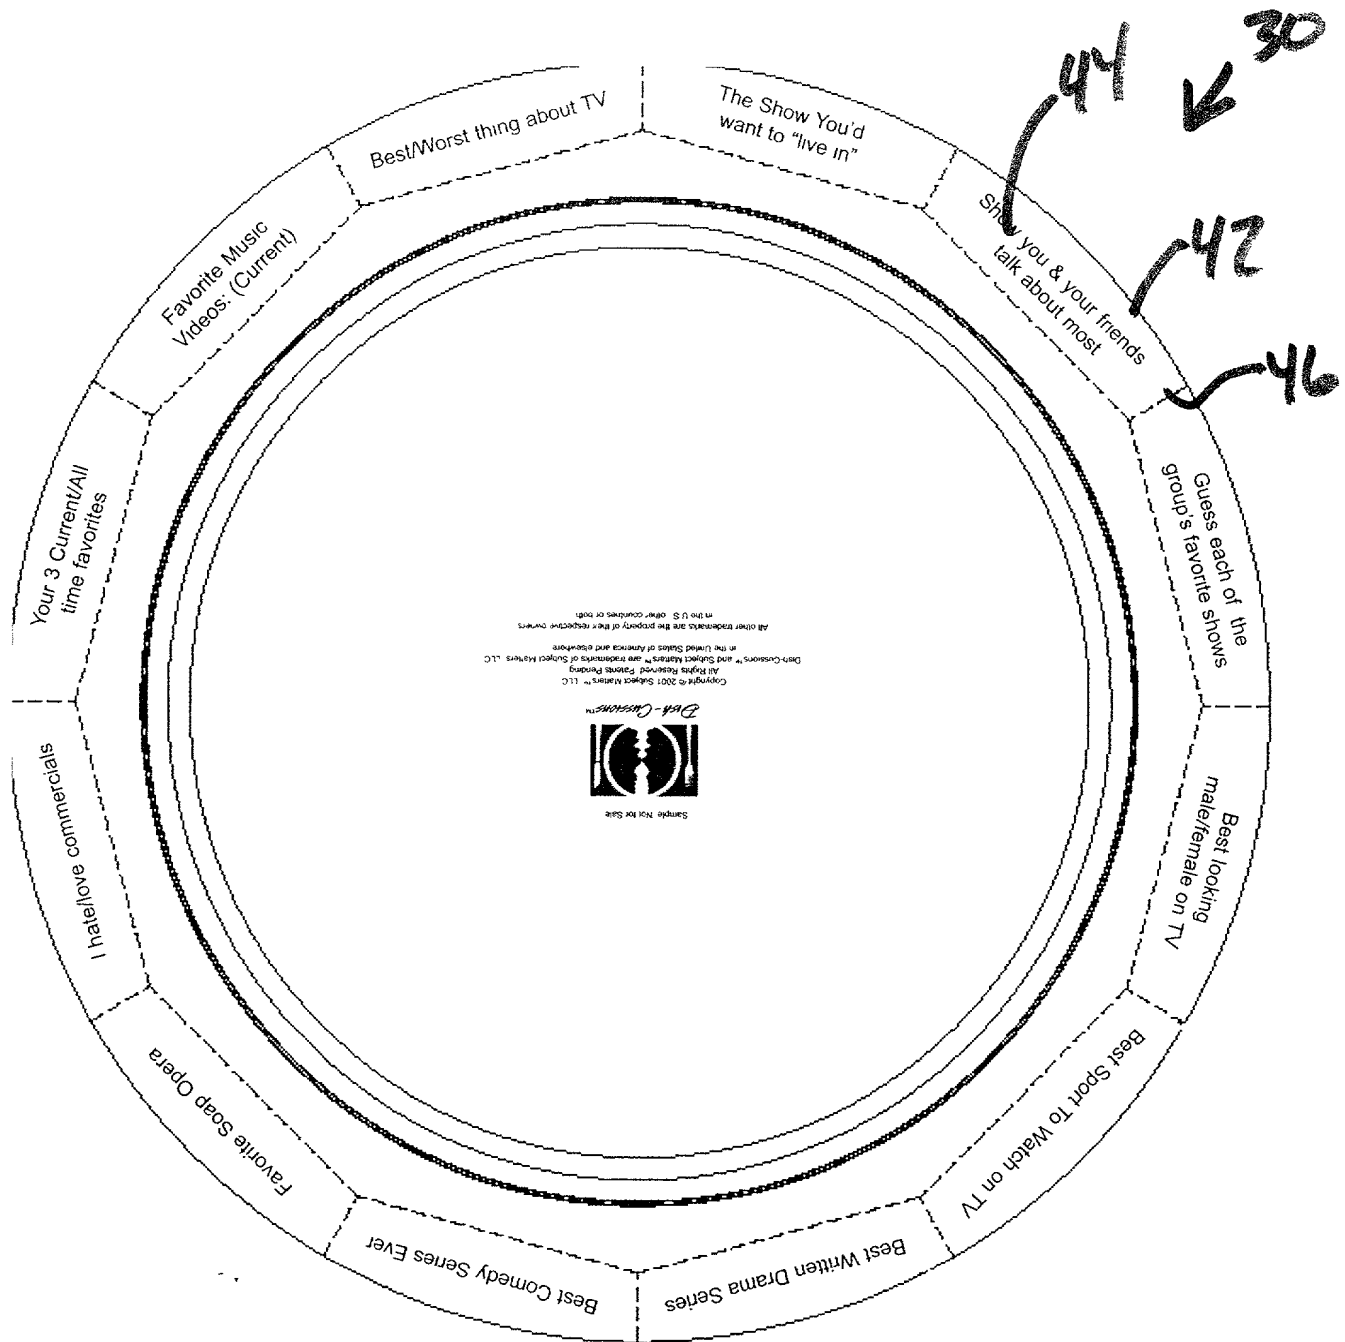 30
44
42
46
The Show You'd
want to "live in"
Show you & your friends
talk about most
Guess each of the
group's favorite shows
Best looking
male/female on TV
Best Sport To Watch on TV
Best Written Drama Series
Best Comedy Series Ever
Favorite Soap Opera
I hate/love commercials
Your 3 Current/All
time favorites
Favorite Music
Videos: (Current)
Best/Worst thing about TV
Sample Not for Sale
Dish-Cussions™
Copyright © 2001 Subject Matters™ LLC
All Rights Reserved Patents Pending
Dish-Cussions™ and Subject Matters™ are trademarks of Subject Matters LLC
in the United States of America and elsewhere
All other trademarks are the property of their respective owners
in the U S other countries or both